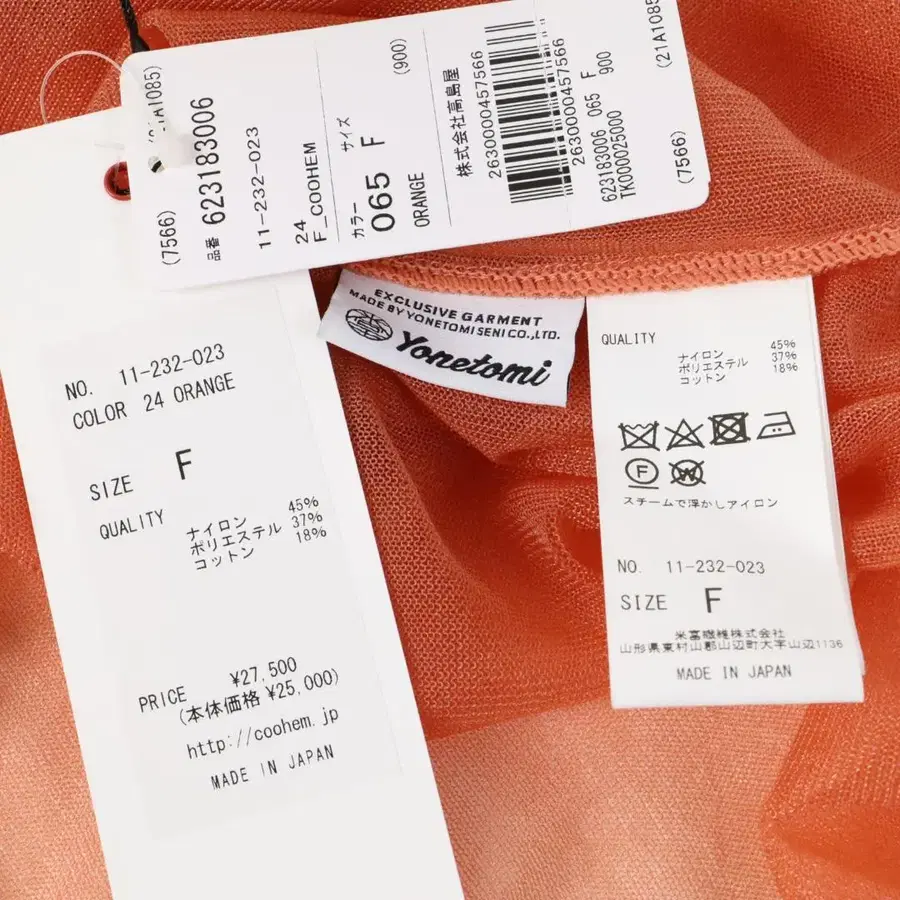 (7566) (21A1085)
品番 623183006
11-232-023
24
F_COOHEM
カラー サイズ
065 F
ORANGE (900)
株式会社高島屋
2630000457566
2630000457566
623183006 065 F
TK000025000 900
(7566) (21A1085)
NO. 11-232-023
COLOR 24 ORANGE
SIZE F
QUALITY
ナイロン 45%
ポリエステル 37%
コットン 18%
PRICE ¥27,500
(本体価格 ¥25,000)
http://coohem.jp
MADE IN JAPAN
EXCLUSIVE GARMENT
MADE BY YONETOMI SENI CO.,LTD.
Yonetomi
QUALITY
ナイロン 45%
ポリエステル 37%
コットン 18%
F W
スチームで浮かしアイロン
NO. 11-232-023
SIZE F
米富繊維株式会社
山形県東村山郡山辺町大字山辺1136
MADE IN JAPAN